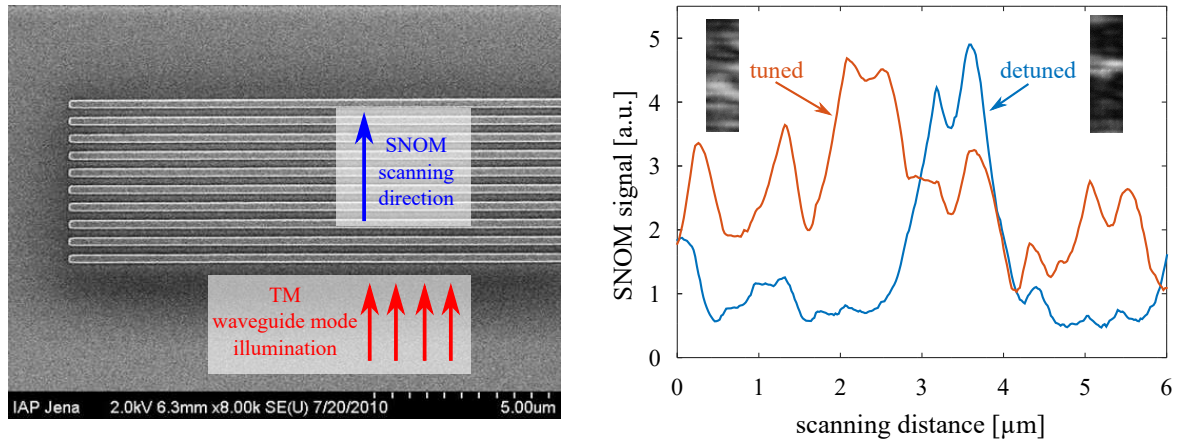 SNOM
scanning
direction
TM
waveguide mode
illumination
IAP Jena 2.0kV 6.3mm x8.00k SE(U) 7/20/2010 5.00um
SNOM signal [a.u.]
5
4
3
2
1
0
tuned
detuned
0 1 2 3 4 5 6
scanning distance [µm]